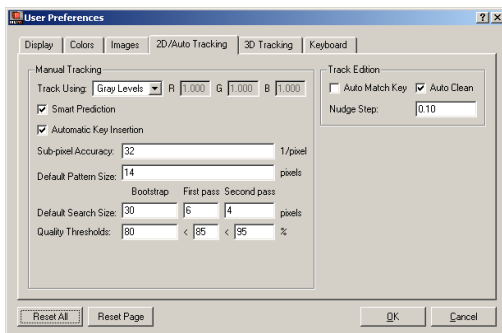 User Preferences
Display Colors Images 2D/Auto Tracking 3D Tracking Keyboard
Manual Tracking
Track Using: Gray Levels R 1.000 G 1.000 B 1.000
Smart Prediction
Automatic Key Insertion
Sub-pixel Accuracy: 32 1/pixel
Default Pattern Size: 14 pixels
Bootstrap First pass Second pass
Default Search Size: 30 6 4 pixels
Quality Thresholds: 80 < 85 < 95 %
Track Edition
Auto Match Key Auto Clean
Nudge Step: 0.10
Reset All Reset Page OK Cancel